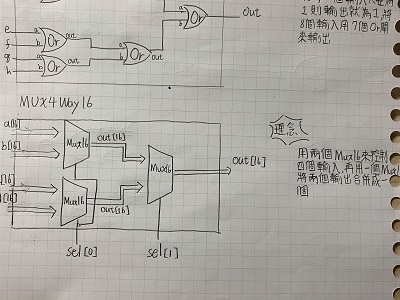 out
1則輸出就為1,將
8個輸入用7個Or閘
來輸出
a
b
Or
e
f
g
h
a
b
Or
a
b
Or
a
b
Or
MUX4Way16
a[16]
b[16]
[16]
[16]
Mux16
out[16]
Mux16
out[16]
Mux16
out[16]
sel[0]
sel[1]
理念
用兩個Mux16來控制
四個輸入,再用一個Mux1
將兩個輸出合併成一
個